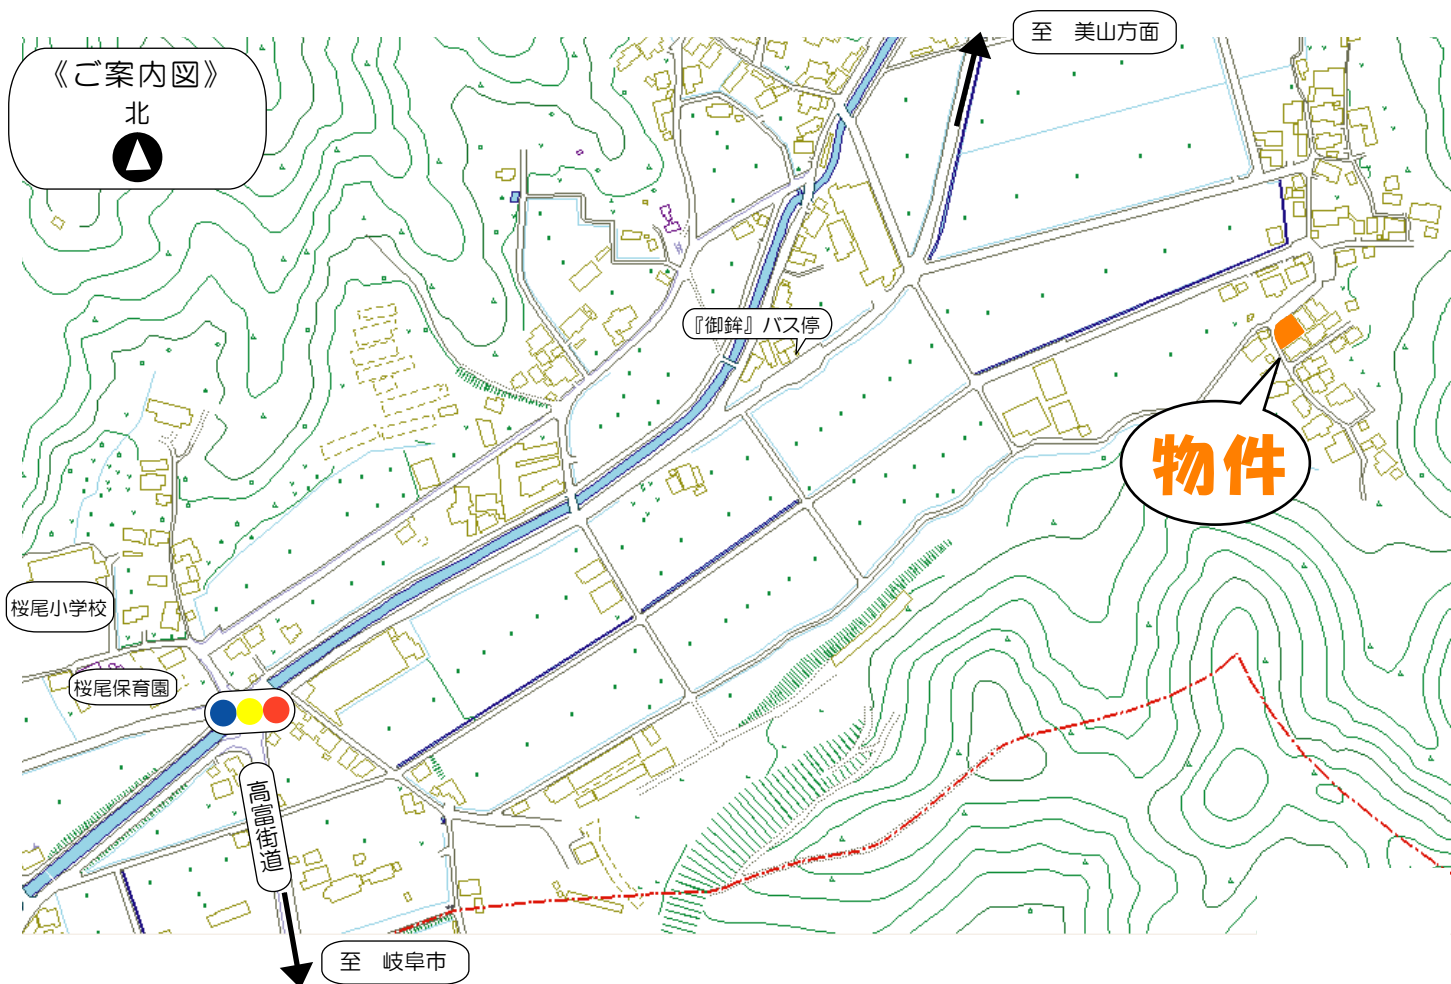 至 美山方面
《ご案内図》
北
『御鉾』バス停
物件
桜尾小学校
桜尾保育園
高富街道
至 岐阜市